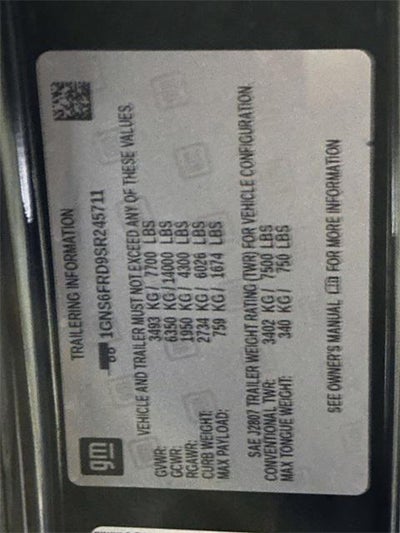 gm
TRAILERING INFORMATION
1GNS6FRD9SR245711
VEHICLE AND TRAILER MUST NOT EXCEED ANY OF THESE VALUES.
GVWR: 3493 KG/ 7700 LBS
GCWR: 6350 KG/ 14000 LBS
RGAWR: 1950 KG/ 4300 LBS
CURB WEIGHT: 2734 KG/ 6026 LBS
MAX PAYLOAD: 759 KG/ 1674 LBS
SAE J2807 TRAILER WEIGHT RATING (TWR) FOR VEHICLE CONFIGURATION
CONVENTIONAL TWR: 3402 KG/ 7500 LBS
MAX TONGUE WEIGHT: 340 KG/ 750 LBS
SEE OWNER'S MANUAL FOR MORE INFORMATION